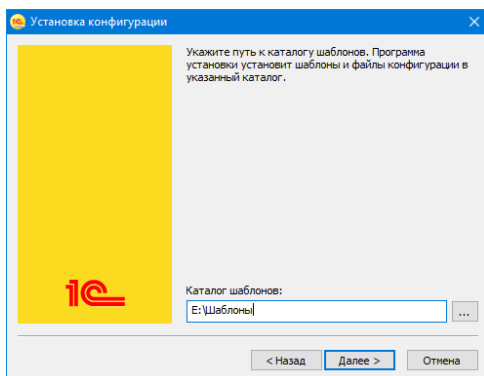 1С Установка конфигурации
Укажите путь к каталогу шаблонов. Программа
установки установит шаблоны и файлы конфигурации в
указанный каталог.
1С
Каталог шаблонов:
E:\Шаблоны
...
< Назад Далее > Отмена